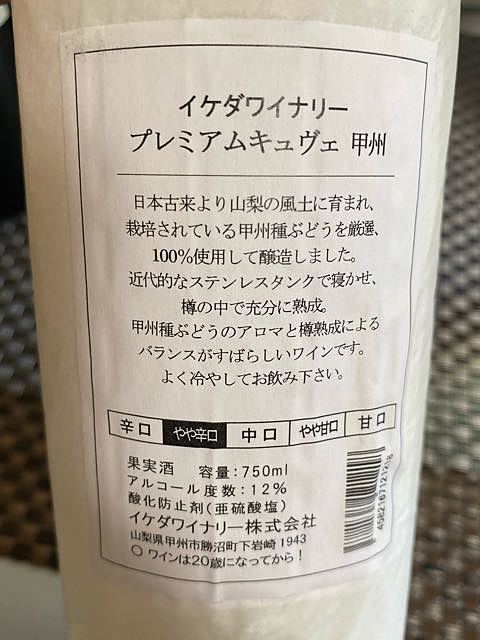 イケダワイナリー
プレミアムキュヴェ 甲州
日本古来より山梨の風土に育まれ、
栽培されている甲州種ぶどうを厳選、
100%使用して醸造しました。
近代的なステンレスタンクで寝かせ、
樽の中で充分に熟成。
甲州種ぶどうのアロマと樽熟成による
バランスがすばらしいワインです。
よく冷やしてお飲み下さい。
辛口 やや辛口 中口 やや甘口 甘口
果実酒 容量:750ml
アルコール度数:12%
酸化防止剤(亜硫酸塩)
イケダワイナリー株式会社
山梨県甲州市勝沼町下岩崎1943
○ ワインは20歳になってから!